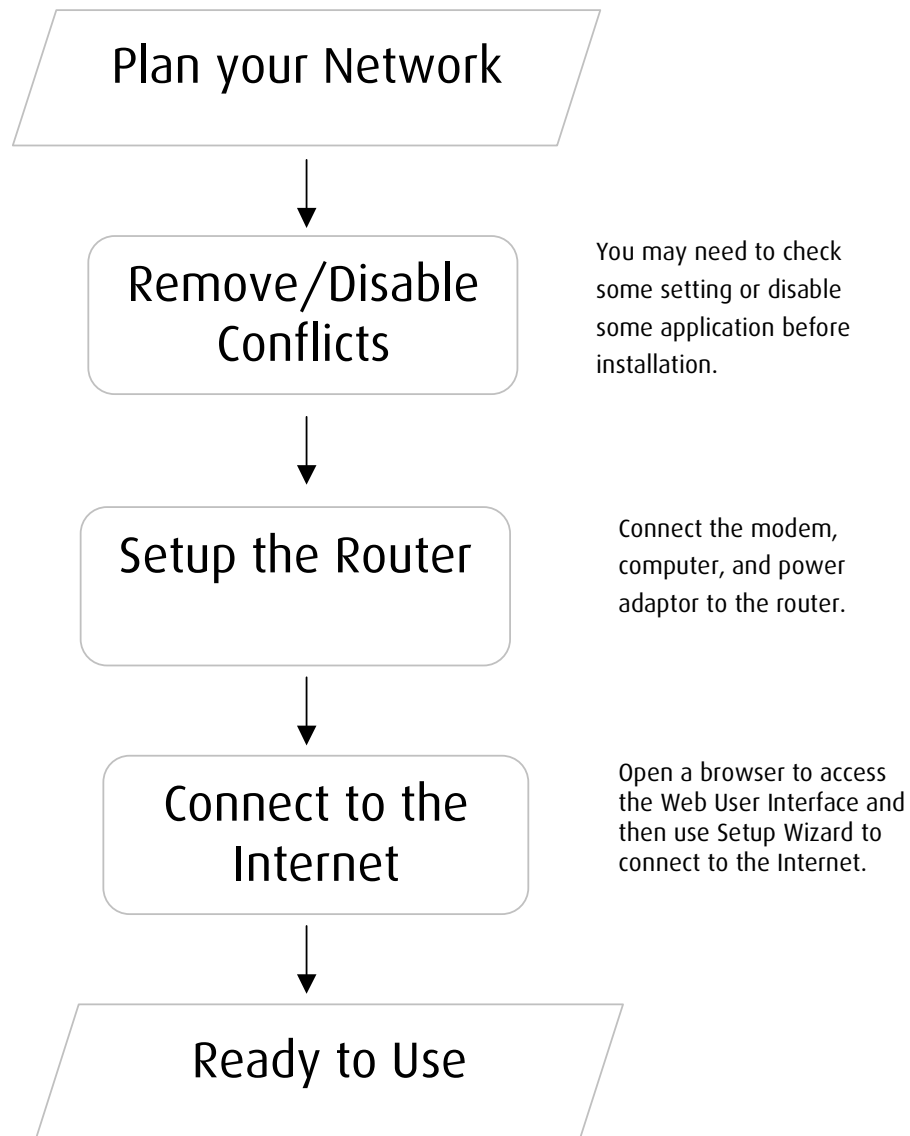 Plan your Network
Remove/Disable
Conflicts
You may need to check
some setting or disable
some application before
installation.
Setup the Router
Connect the modem,
computer, and power
adaptor to the router.
Connect to the
Internet
Open a browser to access
the Web User Interface and
then use Setup Wizard to
connect to the Internet.
Ready to Use